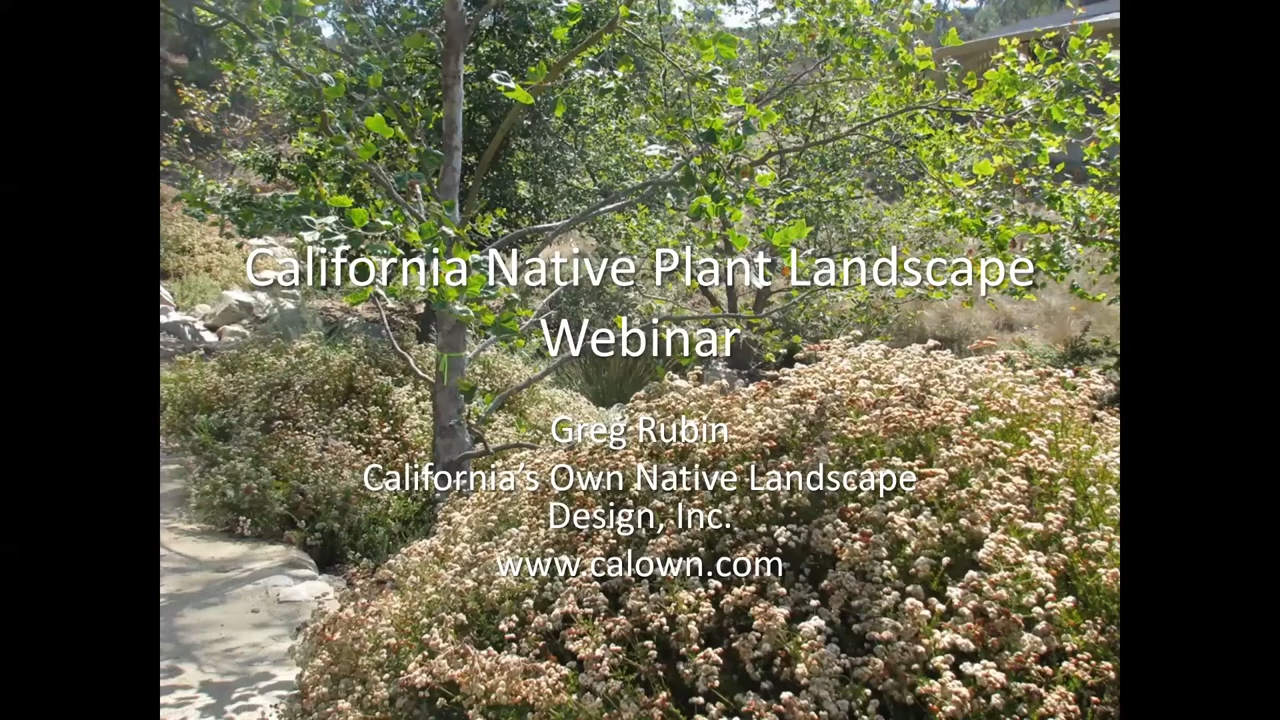 California Native Plant Landscape
Webinar
Greg Rubin
California’s Own Native Landscape
Design, Inc.
www.calown.com